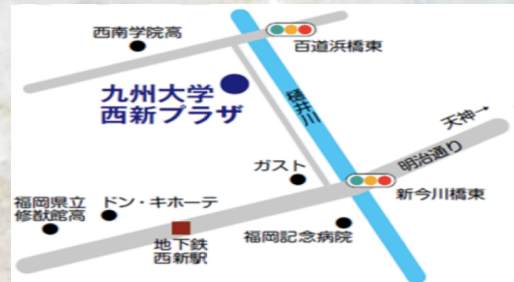 西南学院高
百道浜橋東
九州大学
西新プラザ
樋井川
天神→
明治通り
ガスト
新今川橋東
福岡県立
修猷館高
ドン・キホーテ
地下鉄
西新駅
福岡記念病院